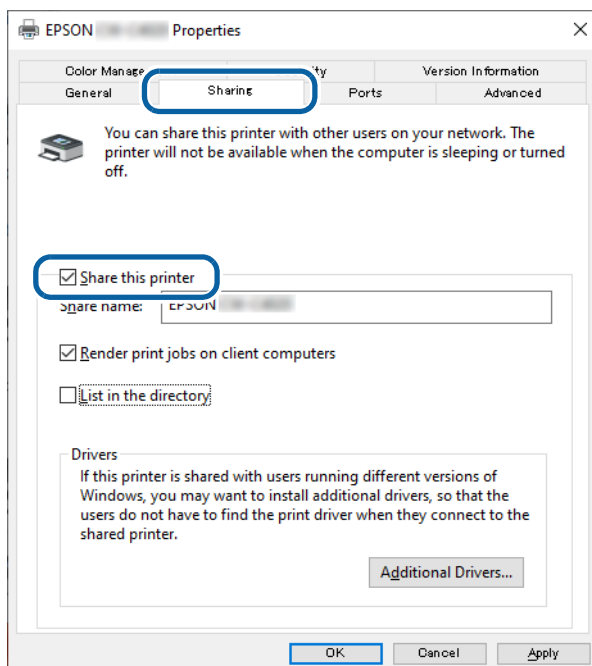 EPSON Properties
Color Manage ty Version Information
General Sharing Ports Advanced
You can share this printer with other users on your network. The
printer will not be available when the computer is sleeping or turned
off.
Share this printer
Share name: EPSON
Render print jobs on client computers
List in the directory
Drivers
If this printer is shared with users running different versions of
Windows, you may want to install additional drivers, so that the
users do not have to find the print driver when they connect to the
shared printer.
Additional Drivers...
OK Cancel Apply